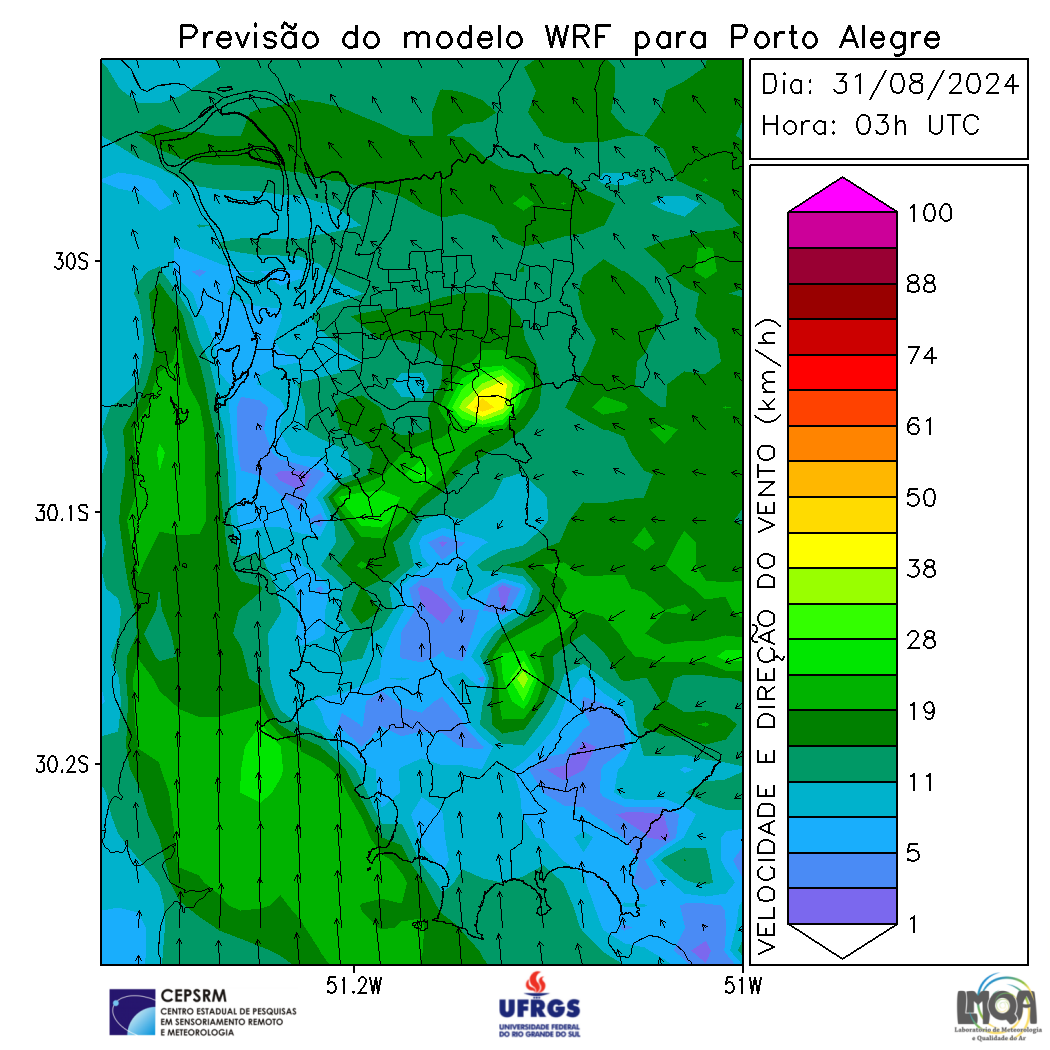 Previsão do modelo WRF para Porto Alegre
Dia: 31/08/2024
Hora: 03h UTC
30S
30.1S
30.2S
51.2W
51W
VELOCIDADE E DIREÇÃO DO VENTO (km/h)
100
88
74
61
50
38
28
19
11
5
1
CEPSRM
CENTRO ESTADUAL DE PESQUISAS
EM SENSORIAMENTO REMOTO
E METEOROLOGIA
UFRGS
UNIVERSIDADE FEDERAL
DO RIO GRANDE DO SUL
LMQA
Laboratório de Meteorologia
e Qualidade do Ar